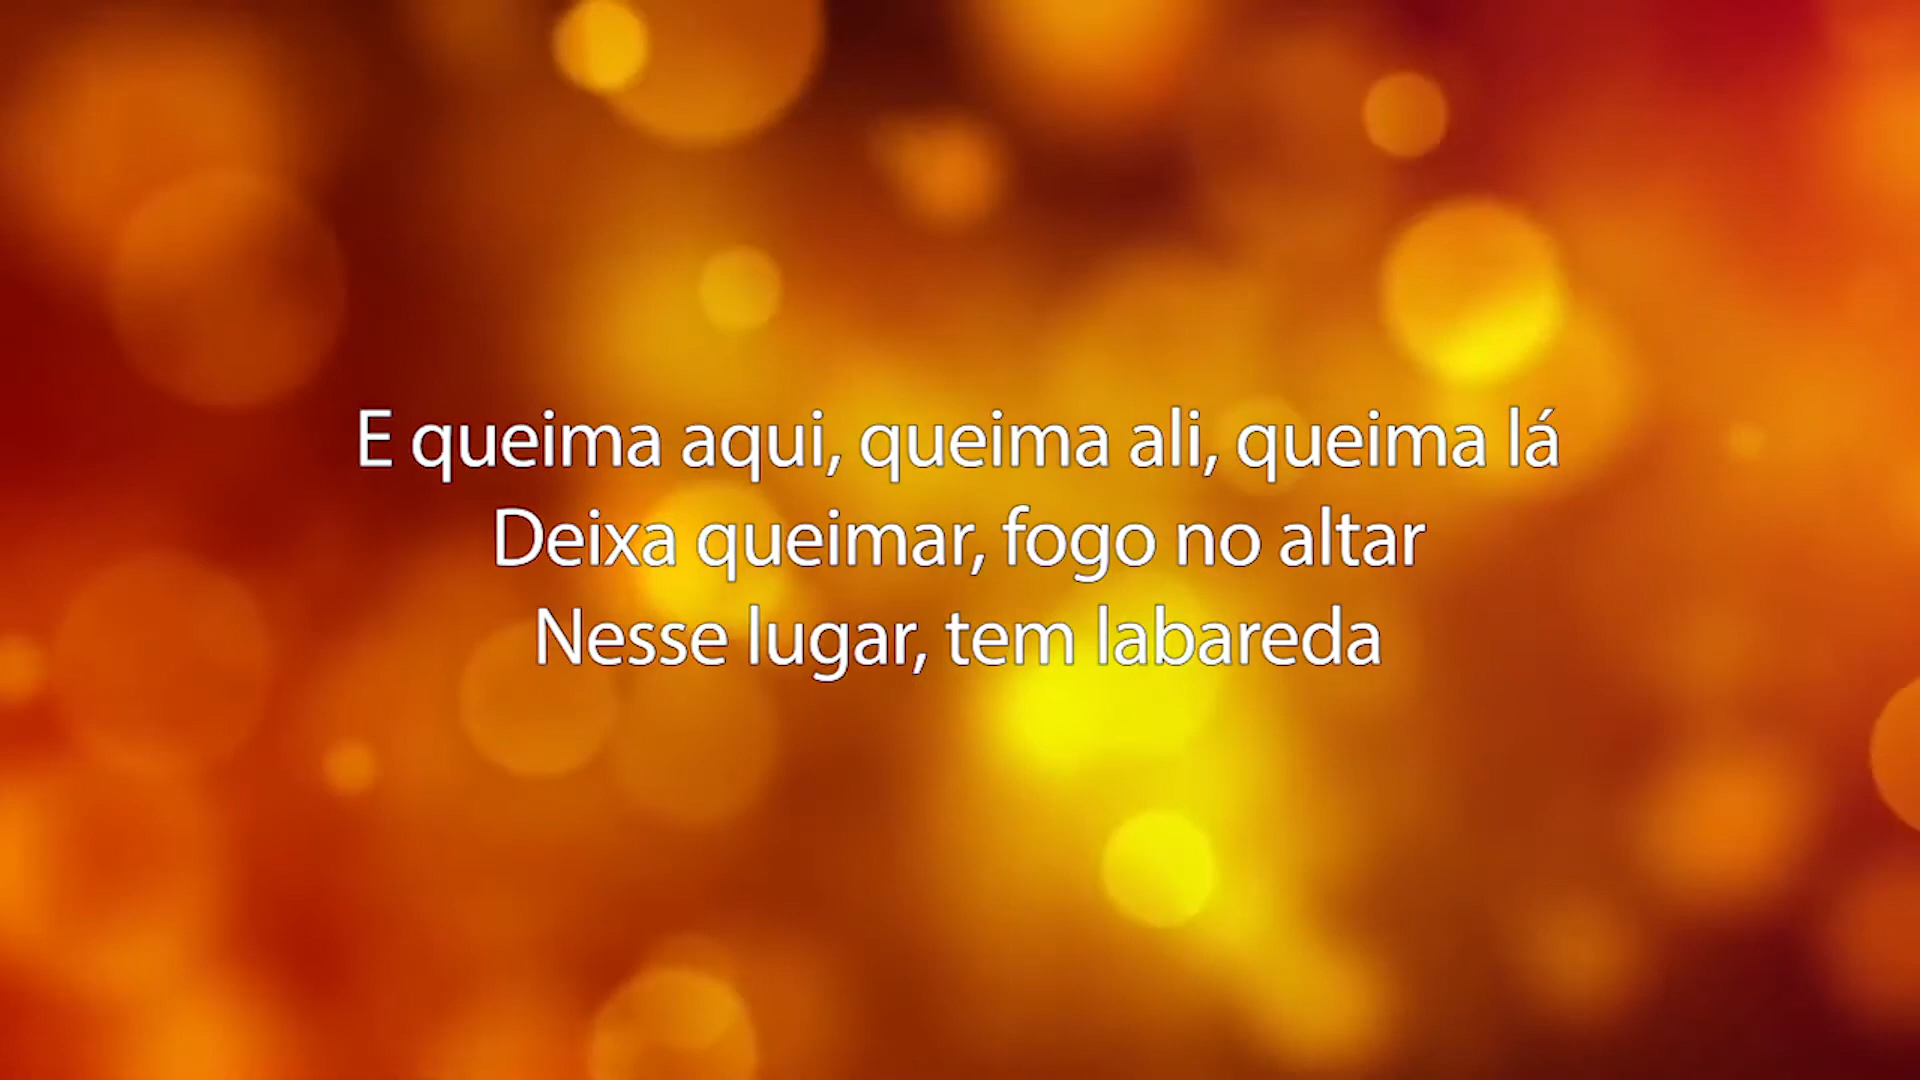 E queima aqui, queima ali, queima lá
Deixa queimar, fogo no altar
Nesse lugar, tem labareda